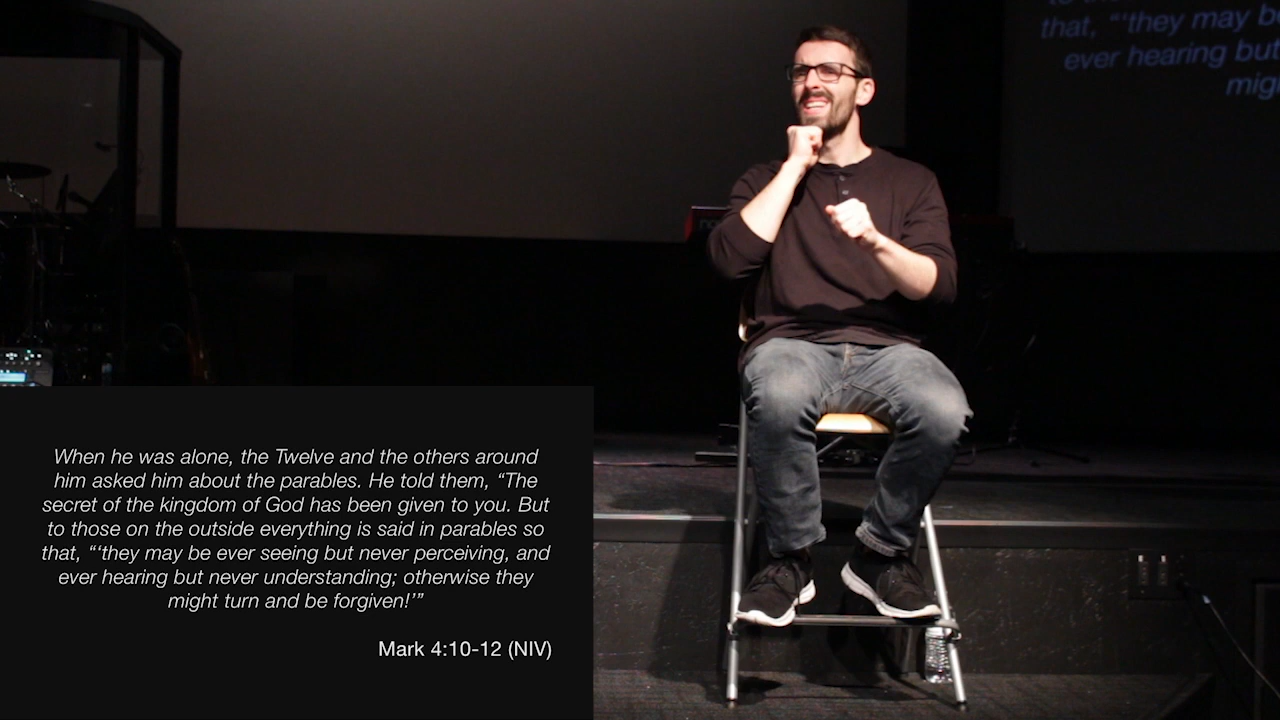 that, “‘they may b
ever hearing but
mig
When he was alone, the Twelve and the others around
him asked him about the parables. He told them, “The
secret of the kingdom of God has been given to you. But
to those on the outside everything is said in parables so
that, “‘they may be ever seeing but never perceiving, and
ever hearing but never understanding; otherwise they
might turn and be forgiven!’”
Mark 4:10-12 (NIV)